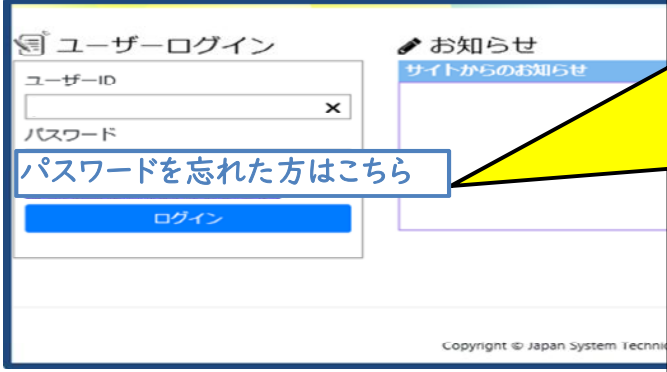 ユーザーログイン
ユーザーID
パスワード
パスワードを忘れた方はこちら
ログイン
お知らせ
サイトからのお知らせ
Copyright © Japan System